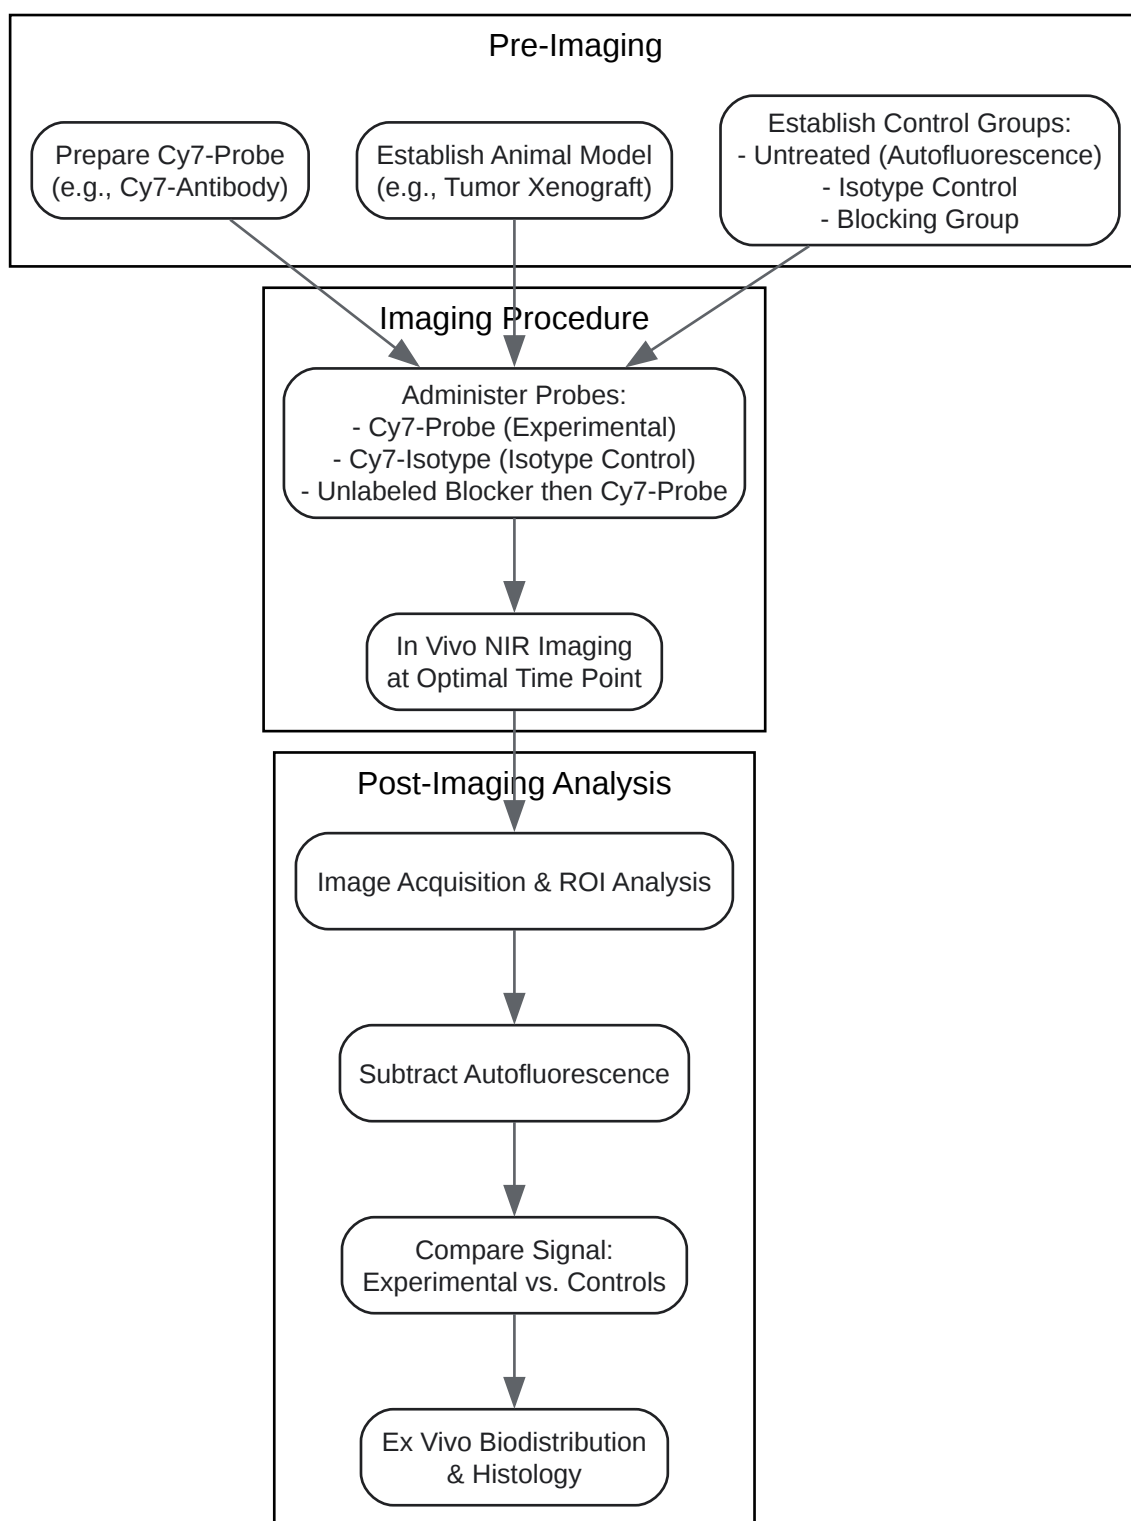 Pre-Imaging
Prepare Cy7-Probe
(e.g., Cy7-Antibody)
Establish Animal Model
(e.g., Tumor Xenograft)
Establish Control Groups:
- Untreated (Autofluorescence)
- Isotype Control
- Blocking Group
Imaging Procedure
Administer Probes:
- Cy7-Probe (Experimental)
- Cy7-Isotype (Isotype Control)
- Unlabeled Blocker then Cy7-Probe
In Vivo NIR Imaging
at Optimal Time Point
Post-Imaging Analysis
Image Acquisition & ROI Analysis
Subtract Autofluorescence
Compare Signal:
Experimental vs. Controls
Ex Vivo Biodistribution
& Histology